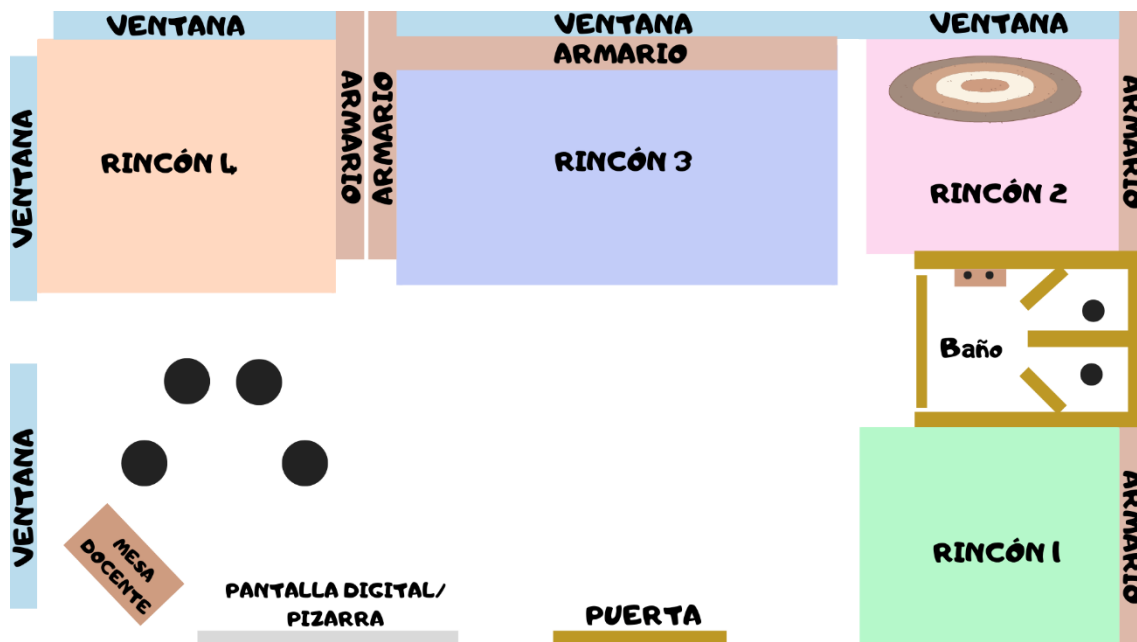 VENTANA
VENTANA
VENTANA
ARMARIO
VENTANA
ARMARIO
ARMARIO
ARMARIO
RINCÓN 4
RINCÓN 3
RINCÓN 2
Baño
VENTANA
ARMARIO
MESA
DOCENTE
RINCÓN 1
PANTALLA DIGITAL/
PIZARRA
PUERTA